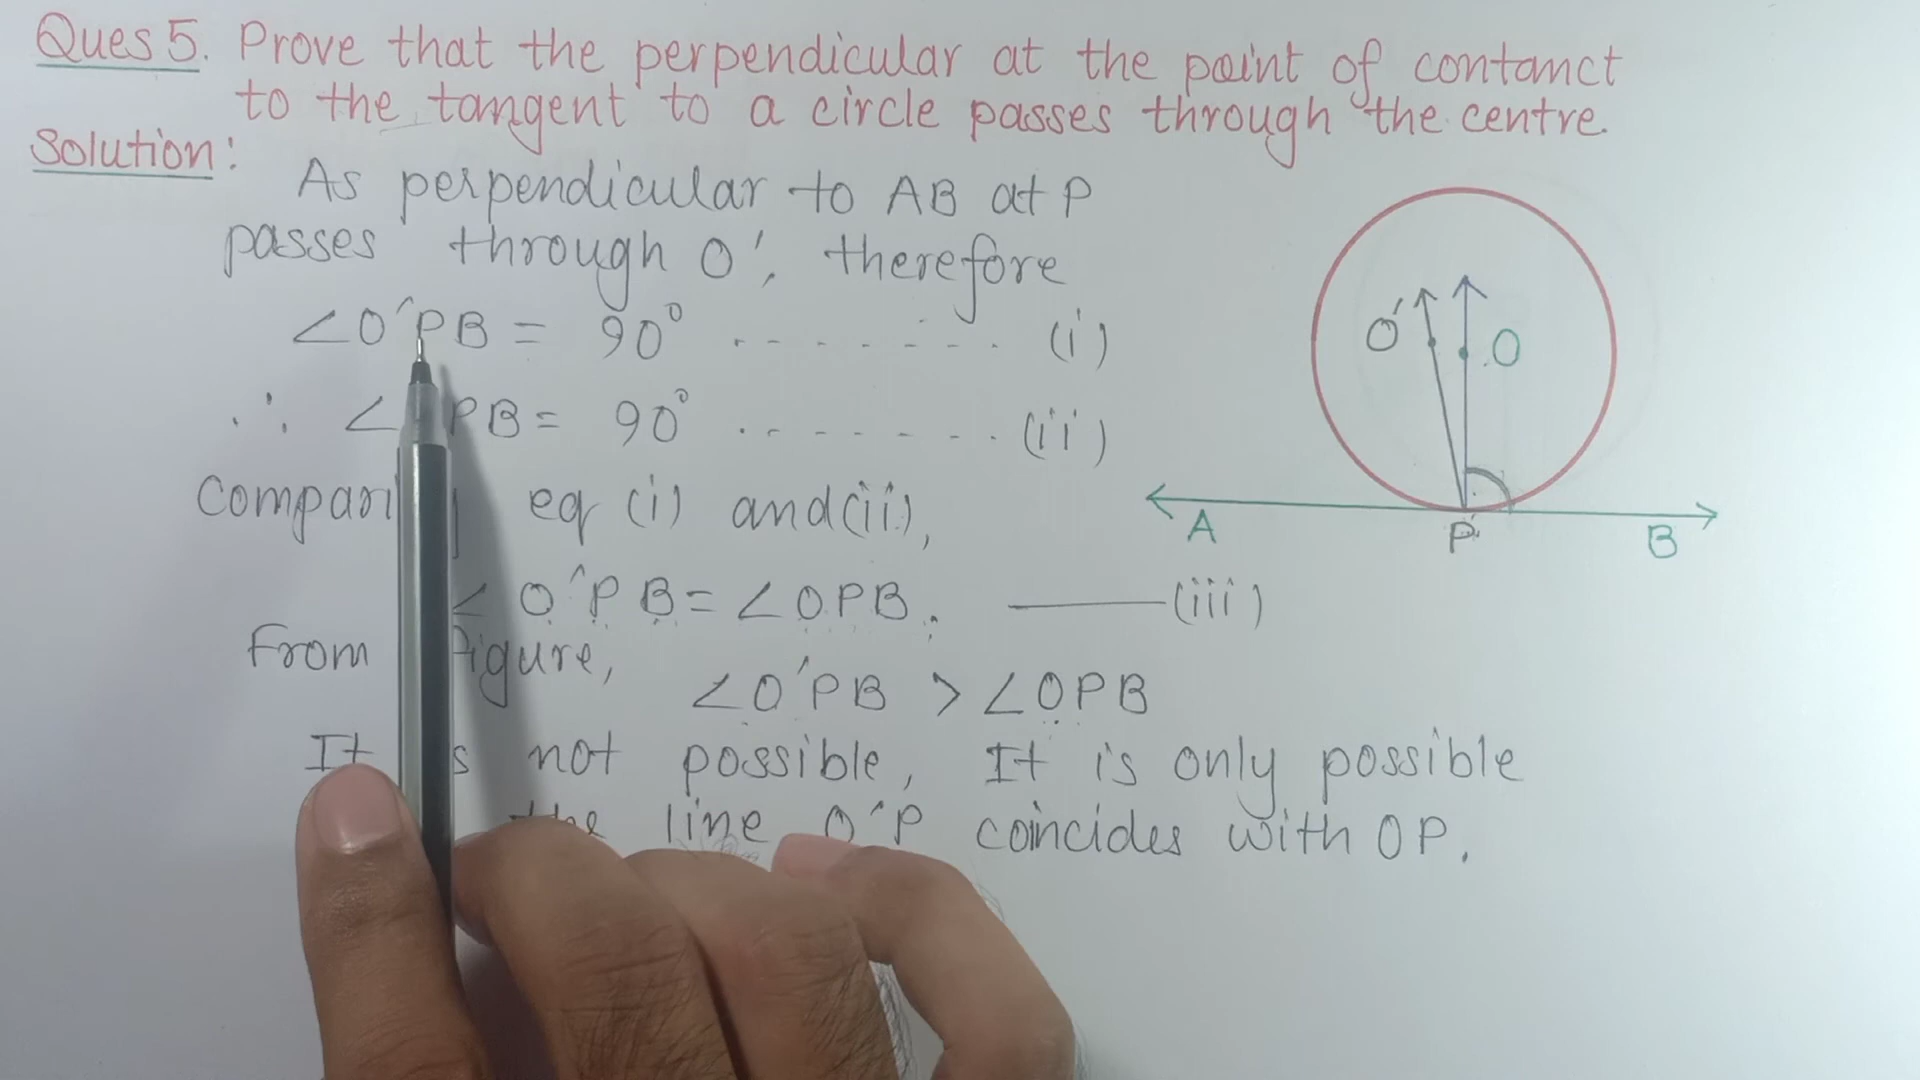 Ques 5. Prove that the perpendicular at the point of contanct
to the tangent to a circle passes through the centre.
Solution:
As perpendicular to AB at P
passes through O', therefore
∠O'PB = 90° ........ (i)
∴ ∠ PB = 90° ........ (ii)
eq (i) and (ii),
∠O'PB = ∠OPB. —— (iii)
From figure,
∠O'PB > ∠OPB
It is not possible, It is only possible
the line O'P coincides with OP.
O' O
A P B